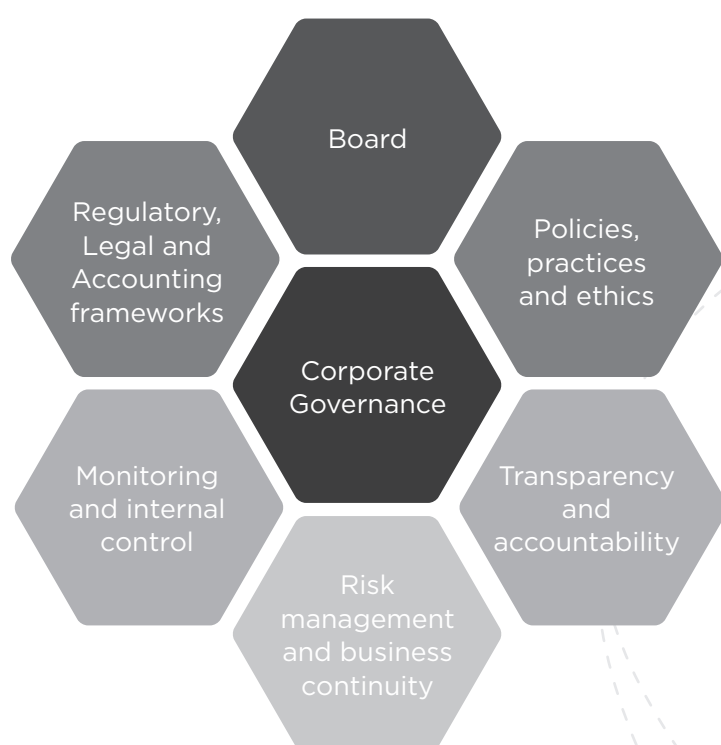 Board
Regulatory,
Legal and
Accounting
frameworks
Policies,
practices
and ethics
Corporate
Governance
Monitoring
and internal
control
Transparency
and
accountability
Risk
management
and business
continuity